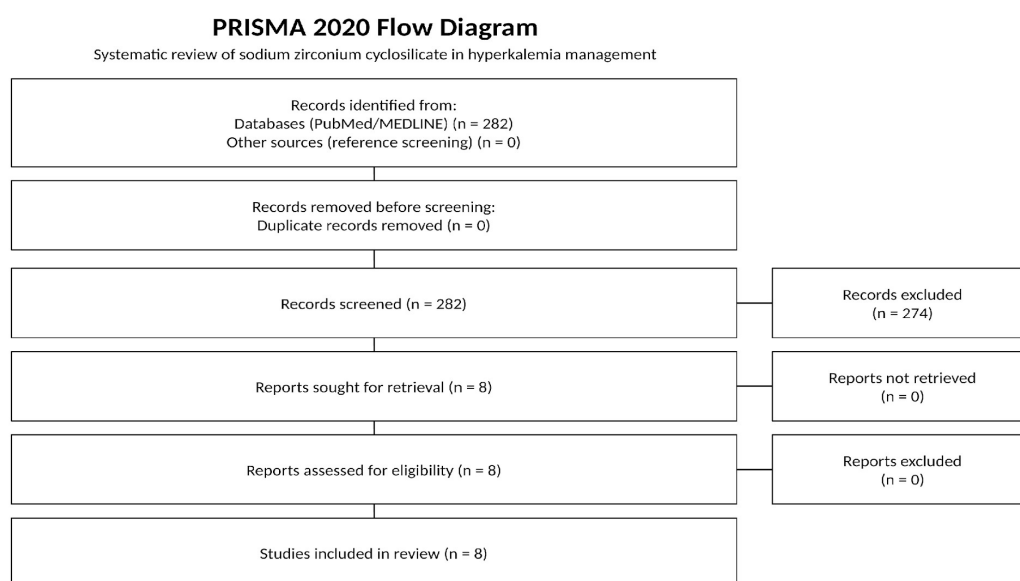 PRISMA 2020 Flow Diagram
Systematic review of sodium zirconium cyclosilicate in hyperkalemia management
Records identified from:
Databases (PubMed/MEDLINE) (n = 282)
Other sources (reference screening) (n = 0)
Records removed before screening:
Duplicate records removed (n = 0)
Records screened (n = 282)
Records excluded
(n = 274)
Reports sought for retrieval (n = 8)
Reports not retrieved
(n = 0)
Reports assessed for eligibility (n = 8)
Reports excluded
(n = 0)
Studies included in review (n = 8)